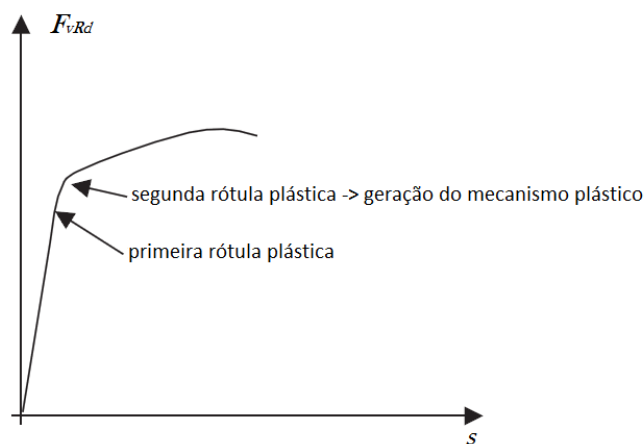 FvRd
segunda rótula plástica -> geração do mecanismo plástico
primeira rótula plástica
s